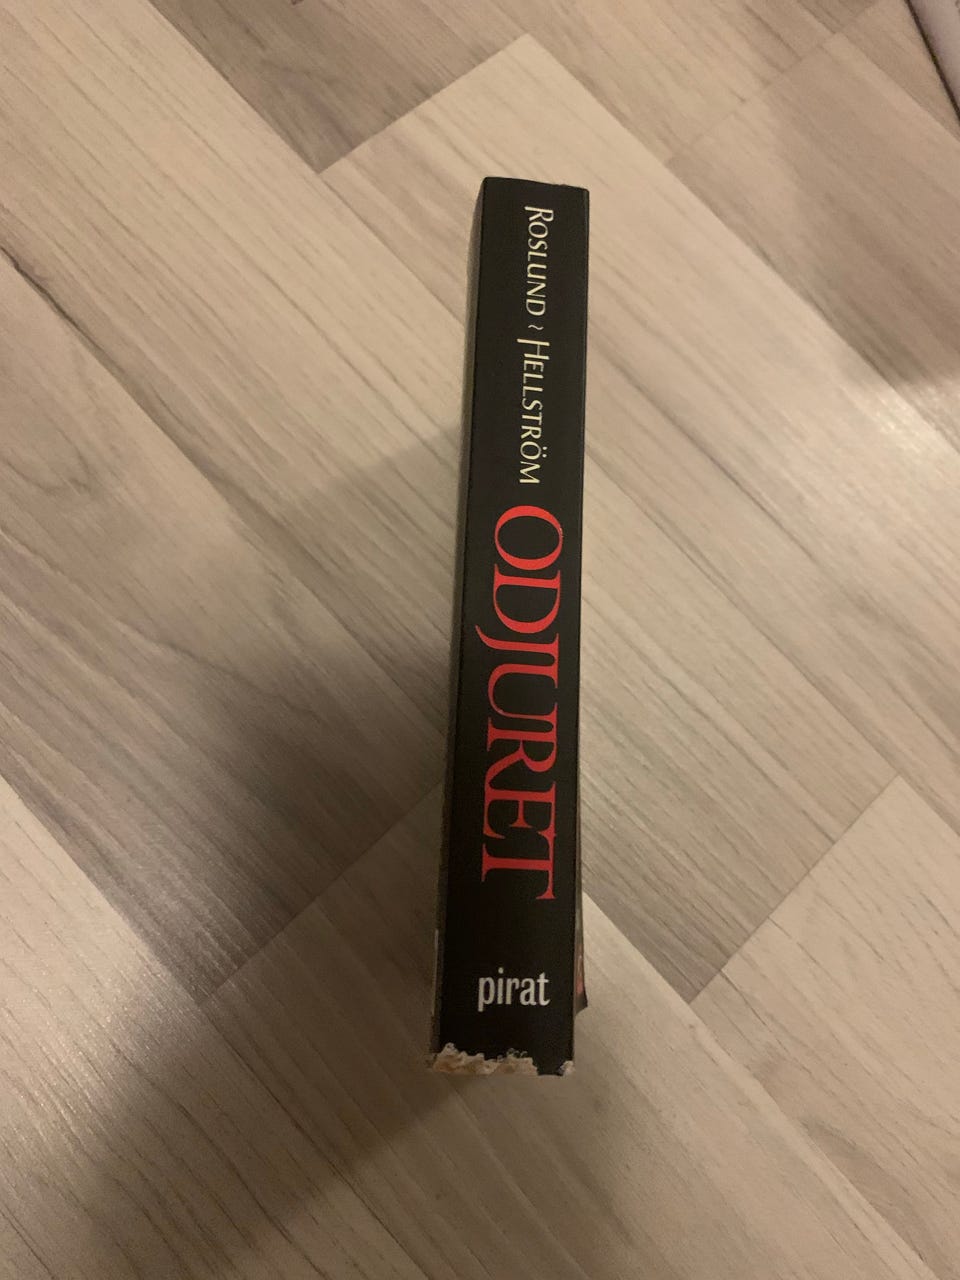 ROSLUND ~ HELLSTRÖM ODJURET
pirat